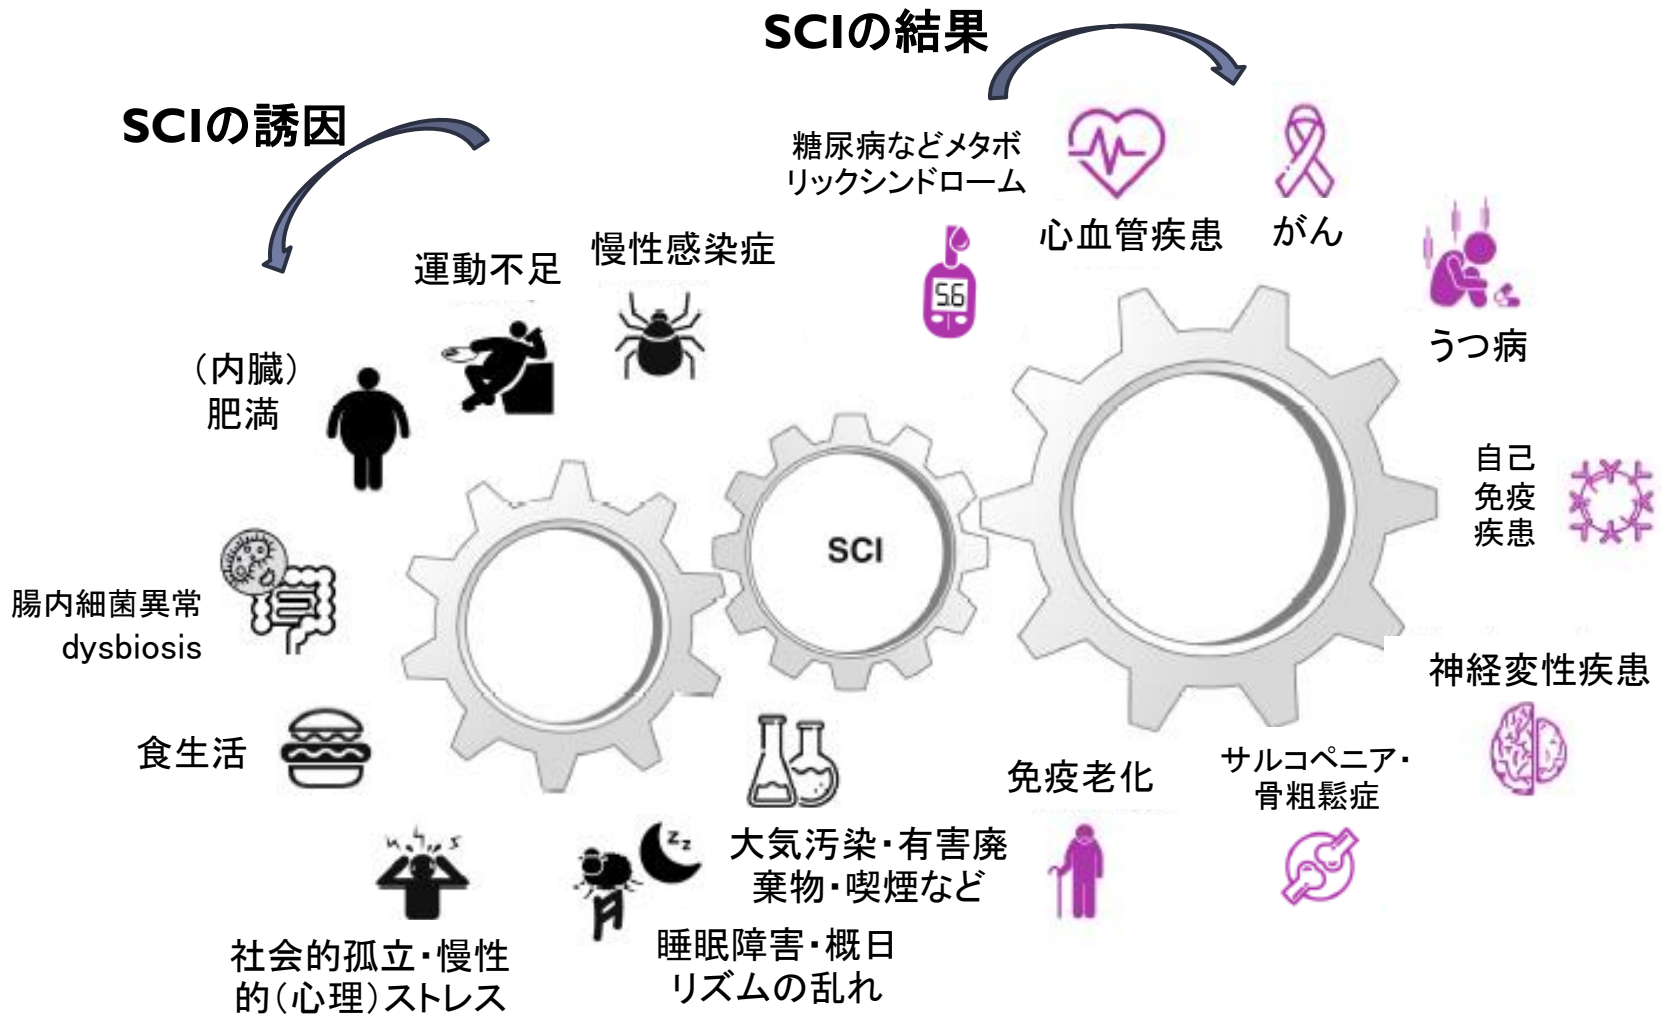 SCIの結果
SCIの誘因
慢性感染症
運動不足
（内臓）
肥満
腸内細菌異常
dysbiosis
食生活
社会的孤立・慢性
的（心理）ストレス
zz
睡眠障害・概日
リズムの乱れ
大気汚染・有害廃
棄物・喫煙など
SCI
糖尿病などメタボ
リックシンドローム
5.6
心血管疾患
がん
うつ病
自己
免疫
疾患
神経変性疾患
サルコペニア・
骨粗鬆症
免疫老化